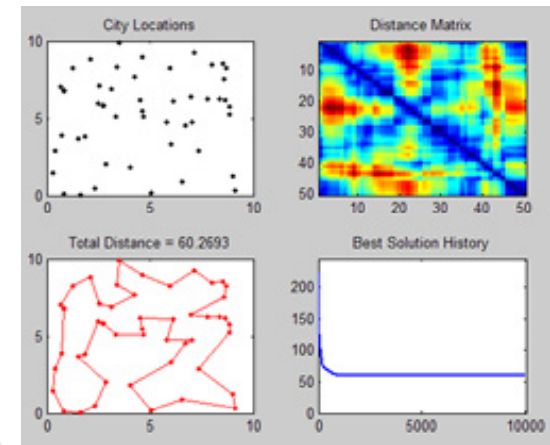 City Locations
10
5
0
0 5 10
Distance Matrix
10
20
30
40
50
10 20 30 40 50
Total Distance = 60.2693
10
5
0
0 5 10
Best Solution History
200
150
100
50
0
0 5000 10000